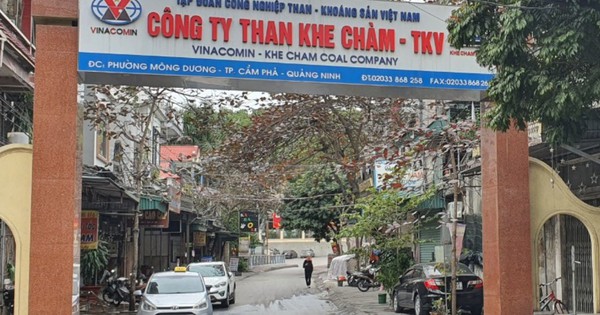 TẬP ĐOÀN CÔNG NGHIỆP THAN - KHOÁNG SẢN VIỆT NAM
VINACOMIN
CÔNG TY THAN KHE CHÀM - TKV
VINACOMIN - KHE CHAM COAL COMPANY
ĐC: PHƯỜNG MÔNG DƯƠNG - TP. CẨM PHẢ - QUẢNG NINH
ĐT:02033 868 258
FAX:02033 868 26